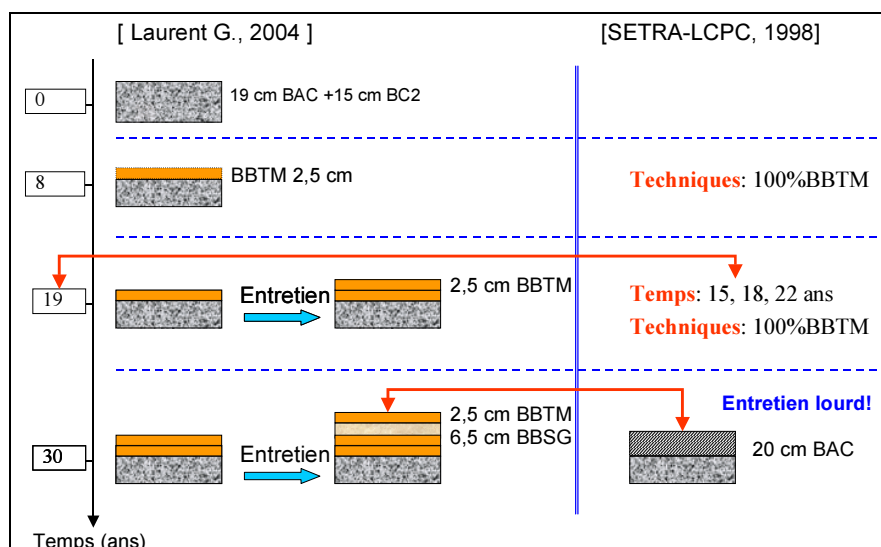 [ Laurent G., 2004 ]
[SETRA-LCPC, 1998]
0
19 cm BAC +15 cm BC2
8
BBTM 2,5 cm
Techniques: 100%BBTM
19
Entretien
2,5 cm BBTM
Temps: 15, 18, 22 ans
Techniques: 100%BBTM
30
Entretien
2,5 cm BBTM
6,5 cm BBSG
Entretien lourd!
20 cm BAC
Temps (ans)